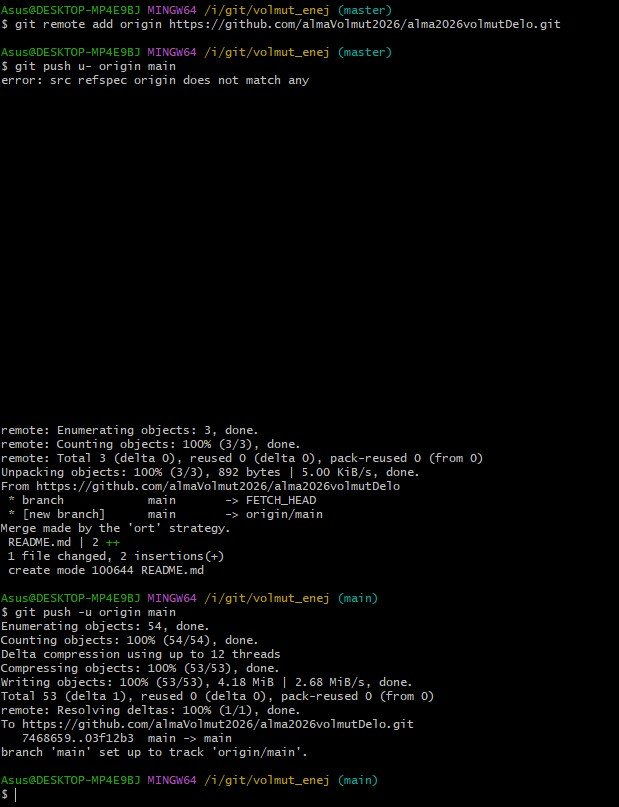 Asus@DESKTOP-MP4E9BJ MINGW64 /i/git/volmut_enej (master)
$ git remote add origin https://github.com/almaVolmut2026/alma2026volmutDelo.git
Asus@DESKTOP-MP4E9BJ MINGW64 /i/git/volmut_enej (master)
$ git push u- origin main
error: src refspec origin does not match any
remote: Enumerating objects: 3, done.
remote: Counting objects: 100% (3/3), done.
remote: Total 3 (delta 0), reused 0 (delta 0), pack-reused 0 (from 0)
Unpacking objects: 100% (3/3), 892 bytes | 5.00 KiB/s, done.
From https://github.com/almaVolmut2026/alma2026volmutDelo
 * branch            main       -> FETCH_HEAD
 * [new branch]      main       -> origin/main
Merge made by the 'ort' strategy.
 README.md | 2 ++
 1 file changed, 2 insertions(+)
 create mode 100644 README.md
Asus@DESKTOP-MP4E9BJ MINGW64 /i/git/volmut_enej (main)
$ git push -u origin main
Enumerating objects: 54, done.
Counting objects: 100% (54/54), done.
Delta compression using up to 12 threads
Compressing objects: 100% (53/53), done.
Writing objects: 100% (53/53), 4.18 MiB | 2.68 MiB/s, done.
Total 53 (delta 1), reused 0 (delta 0), pack-reused 0 (from 0)
remote: Resolving deltas: 100% (1/1), done.
To https://github.com/almaVolmut2026/alma2026volmutDelo.git
   7468659..03f12b3  main -> main
branch 'main' set up to track 'origin/main'.
Asus@DESKTOP-MP4E9BJ MINGW64 /i/git/volmut_enej (main)
$